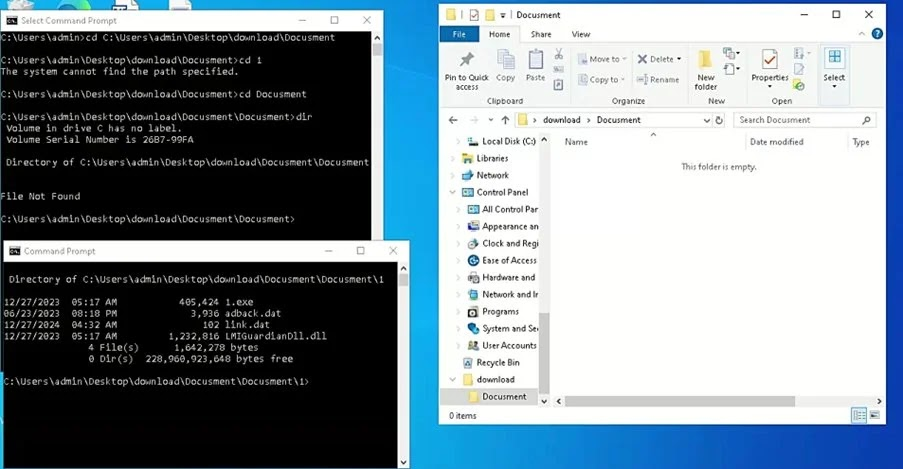 Select Command Prompt
C:\Users\admin>cd C:\Users\admin\Desktop\download\Docusment
C:\Users\admin\Desktop\download\Docusment>cd 1
The system cannot find the path specified.
C:\Users\admin\Desktop\download\Docusment>cd Docusment
C:\Users\admin\Desktop\download\Docusment\Docusment>dir
Volume in drive C has no label.
Volume Serial Number is 26B7-99FA
Directory of C:\Users\admin\Desktop\download\Docusment\Docusment
File Not Found
C:\Users\admin\Desktop\download\Docusment\Docusment>
Command Prompt
Directory of C:\Users\admin\Desktop\download\Docusment\Docusment\1
12/27/2023 05:17 AM 405,424 1.exe
06/23/2023 08:18 PM 3,936 adback.dat
12/27/2024 04:32 AM 102 link.dat
12/27/2023 05:17 AM 1,232,816 LMIGuardianDll.dll
4 File(s) 1,642,278 bytes
0 Dir(s) 228,960,923,648 bytes free
C:\Users\admin\Desktop\download\Docusment\Docusment\1>
Docusment
File Home Share View
Pin to Quick access
Copy
Paste
Move to
Copy to
Delete
Rename
New folder
Properties
Select
Clipboard Organize New Open
download > Docusment
Search Docusment
Name Date modified Type
This folder is empty.
Local Disk (C:)
Libraries
Network
Control Panel
All Control Par
Appearance an
Clock and Regi
Ease of Access
Hardware and
Network and Ir
Programs
System and Se
User Accounts
Recycle Bin
download
Docusment
0 items